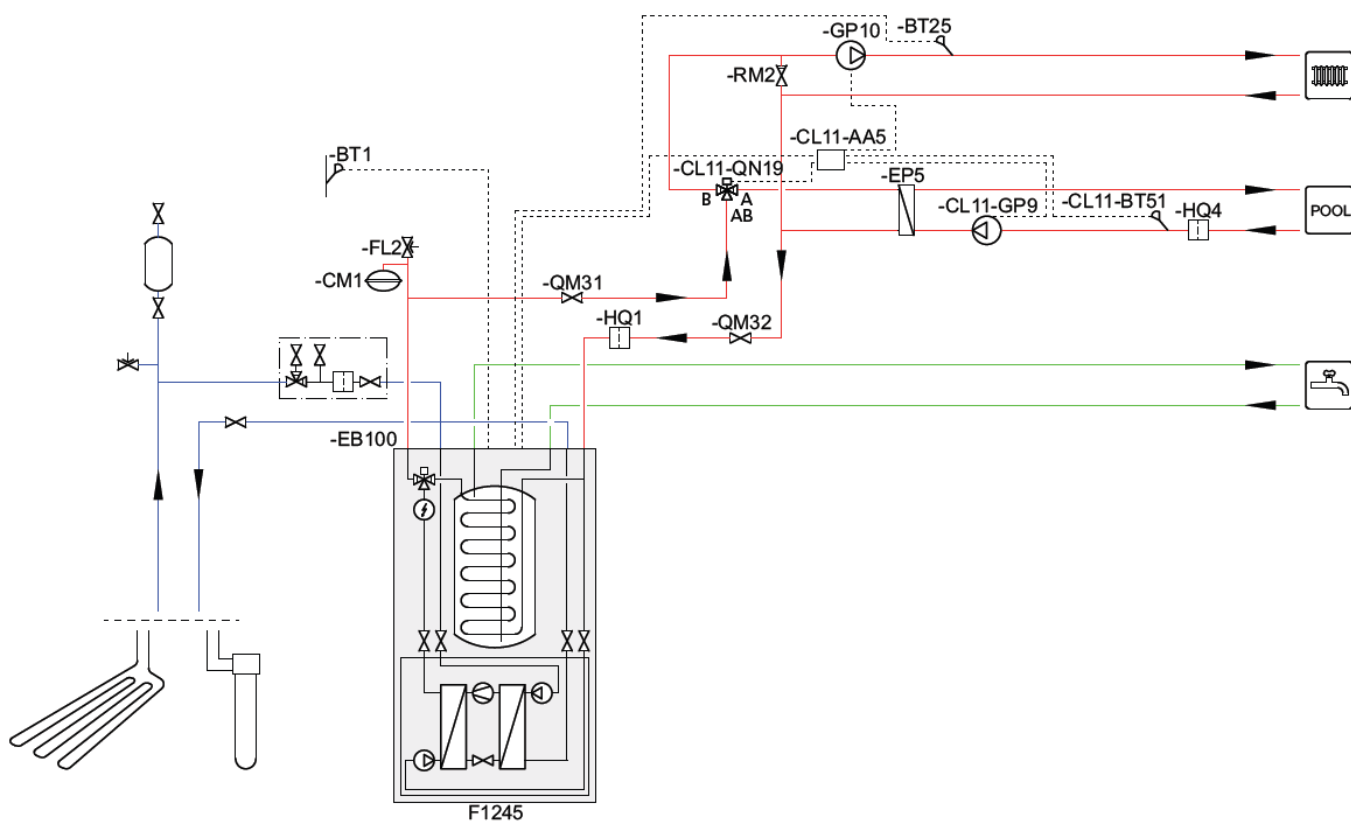 -GP10
-BT25
-RM2
-CL11-AA5
-BT1
-CL11-QN19
-EP5
B
A
AB
-CL11-GP9
-CL11-BT51
-HQ4
POOL
-FL2
-CM1
-QM31
-HQ1
-QM32
-EB100
F1245